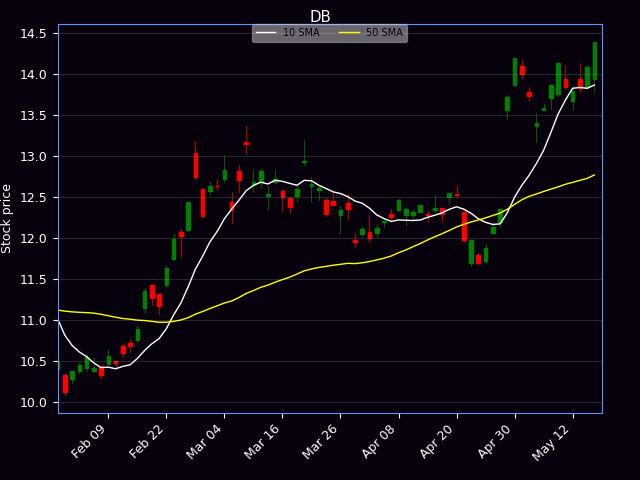 DB
10 SMA
50 SMA
Stock price
14.5
14.0
13.5
13.0
12.5
12.0
11.5
11.0
10.5
10.0
Feb 09
Feb 22
Mar 04
Mar 16
Mar 26
Apr 08
Apr 20
Apr 30
May 12